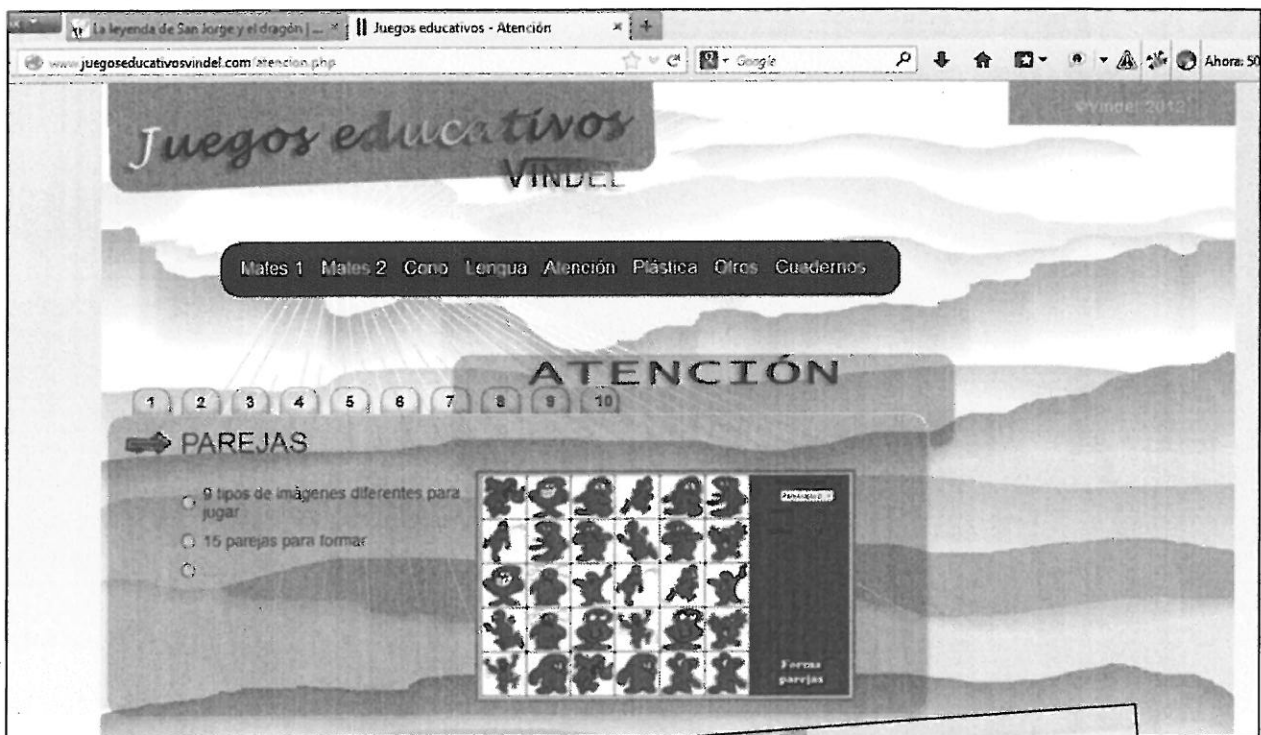 La leyenda de San Jorge y el dragón | ...
Juegos educativos - Atención
www.juegoseducativosvindel.com/atencion.php
Google
Ahora: 50
©Vindel 2012
Juegos educativos
VINDEL
Mates 1 Mates 2 Cono Lengua Atención Plástica Otros Cuadernos
ATENCIÓN
1 2 3 4 5 6 7 8 9 10
PAREJAS
9 tipos de imágenes diferentes para
jugar
15 parejas para formar
Forma
parejas